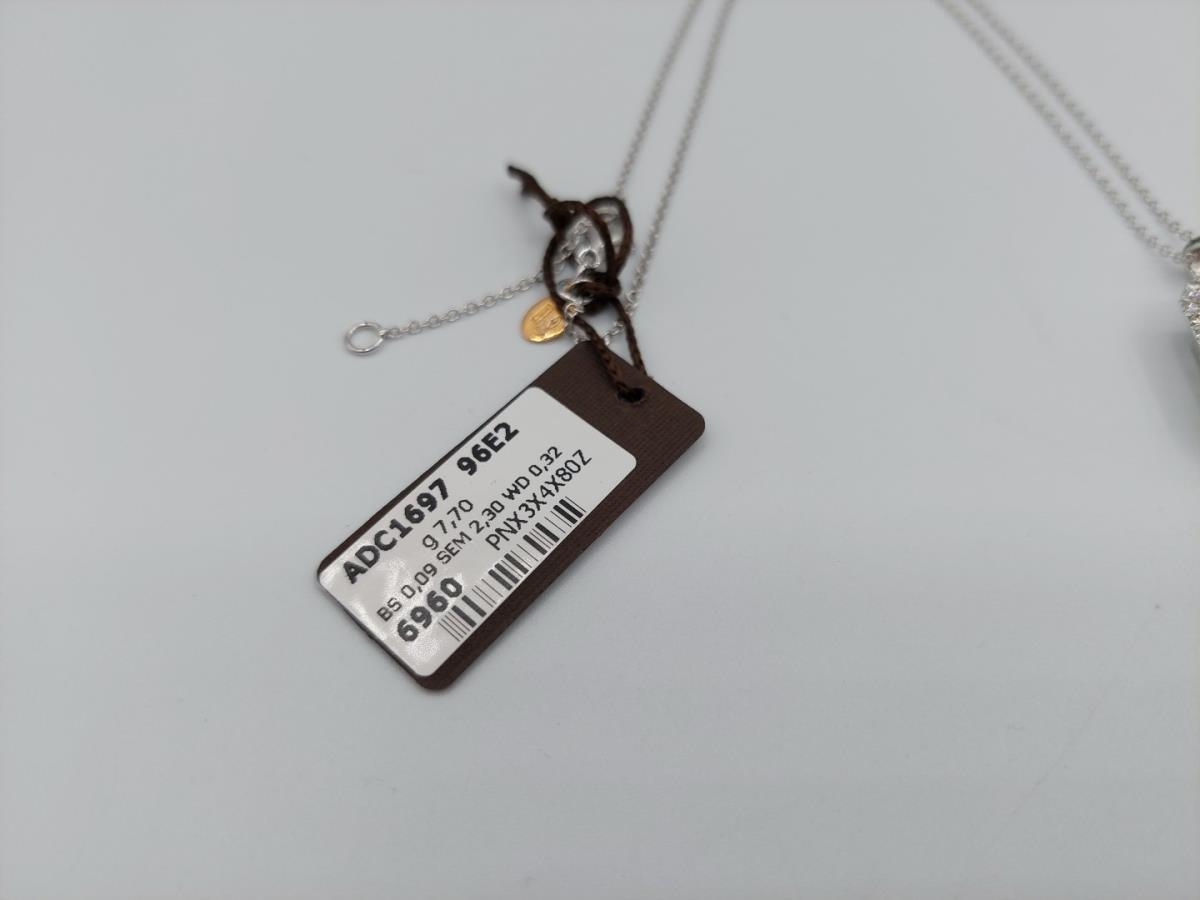 ADC1697 96E2
g 7,70
BS 0,09 SEM 2,30 WD 0,32
6960 PNX3X4X80Z